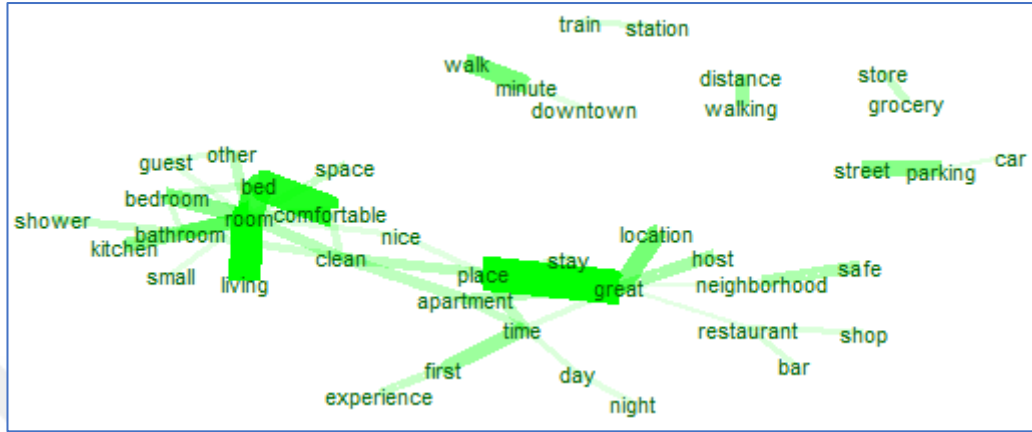 train station
walk
minute
downtown
distance
walking
store
grocery
street parking car
guest other
bed space
bedroom
shower
room comfortable
kitchen
bathroom
nice
small
living
clean
location
stay
host
place
great
neighborhood
safe
apartment
time
restaurant
shop
first
day
bar
experience
night